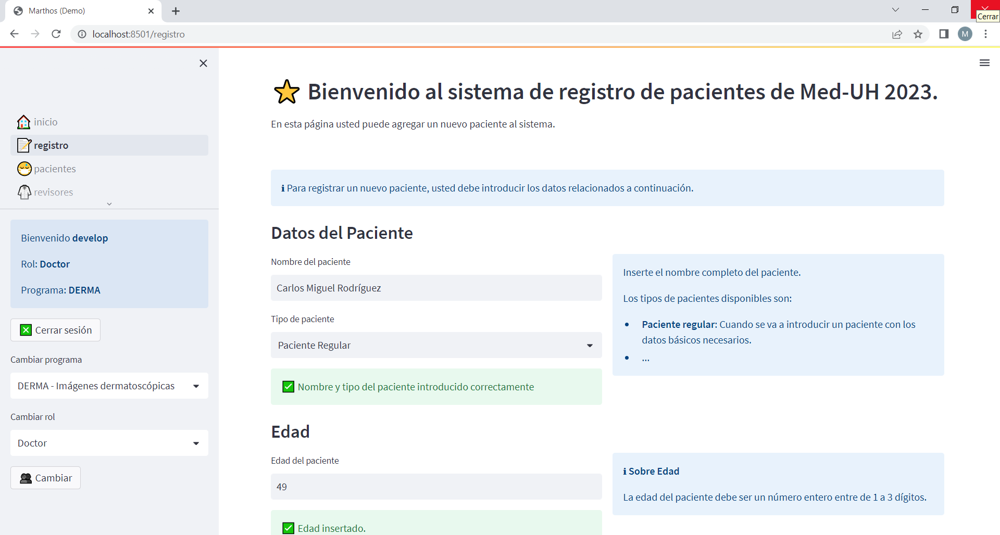 Marthos (Demo)
Cerrar
localhost:8501/registro
M
inicio
registro
pacientes
revisores
Bienvenido develop
Rol: Doctor
Programa: DERMA
Cerrar sesión
Cambiar programa
DERMA - Imágenes dermatoscópicas
Cambiar rol
Doctor
Cambiar
Bienvenido al sistema de registro de pacientes de Med-UH 2023.
En esta página usted puede agregar un nuevo paciente al sistema.
ℹ Para registrar un nuevo paciente, usted debe introducir los datos relacionados a continuación.
Datos del Paciente
Nombre del paciente
Carlos Miguel Rodríguez
Tipo de paciente
Paciente Regular
Nombre y tipo del paciente introducido correctamente
Inserte el nombre completo del paciente.
Los tipos de pacientes disponibles son:
• Paciente regular: Cuando se va a introducir un paciente con los
datos básicos necesarios.
• ...
Edad
Edad del paciente
49
Edad insertado.
ℹ Sobre Edad
La edad del paciente debe ser un número entero entre de 1 a 3 dígitos.